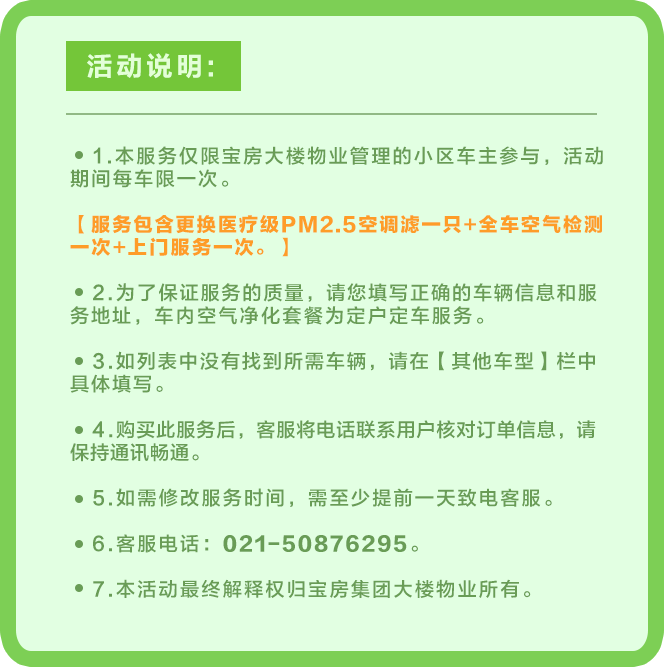 活动说明：
•1.本服务仅限宝房大楼物业管理的小区车主参与，活动
期间每车限一次。
【服务包含更换医疗级PM2.5空调滤一只+全车空气检测
一次+上门服务一次。】
•2.为了保证服务的质量，请您填写正确的车辆信息和服
务地址，车内空气净化套餐为定户定车服务。
•3.如列表中没有找到所需车辆，请在【其他车型】栏中
具体填写。
•4.购买此服务后，客服将电话联系用户核对订单信息，请
保持通讯畅通。
•5.如需修改服务时间，需至少提前一天致电客服。
•6.客服电话：021-50876295。
•7.本活动最终解释权归宝房集团大楼物业所有。